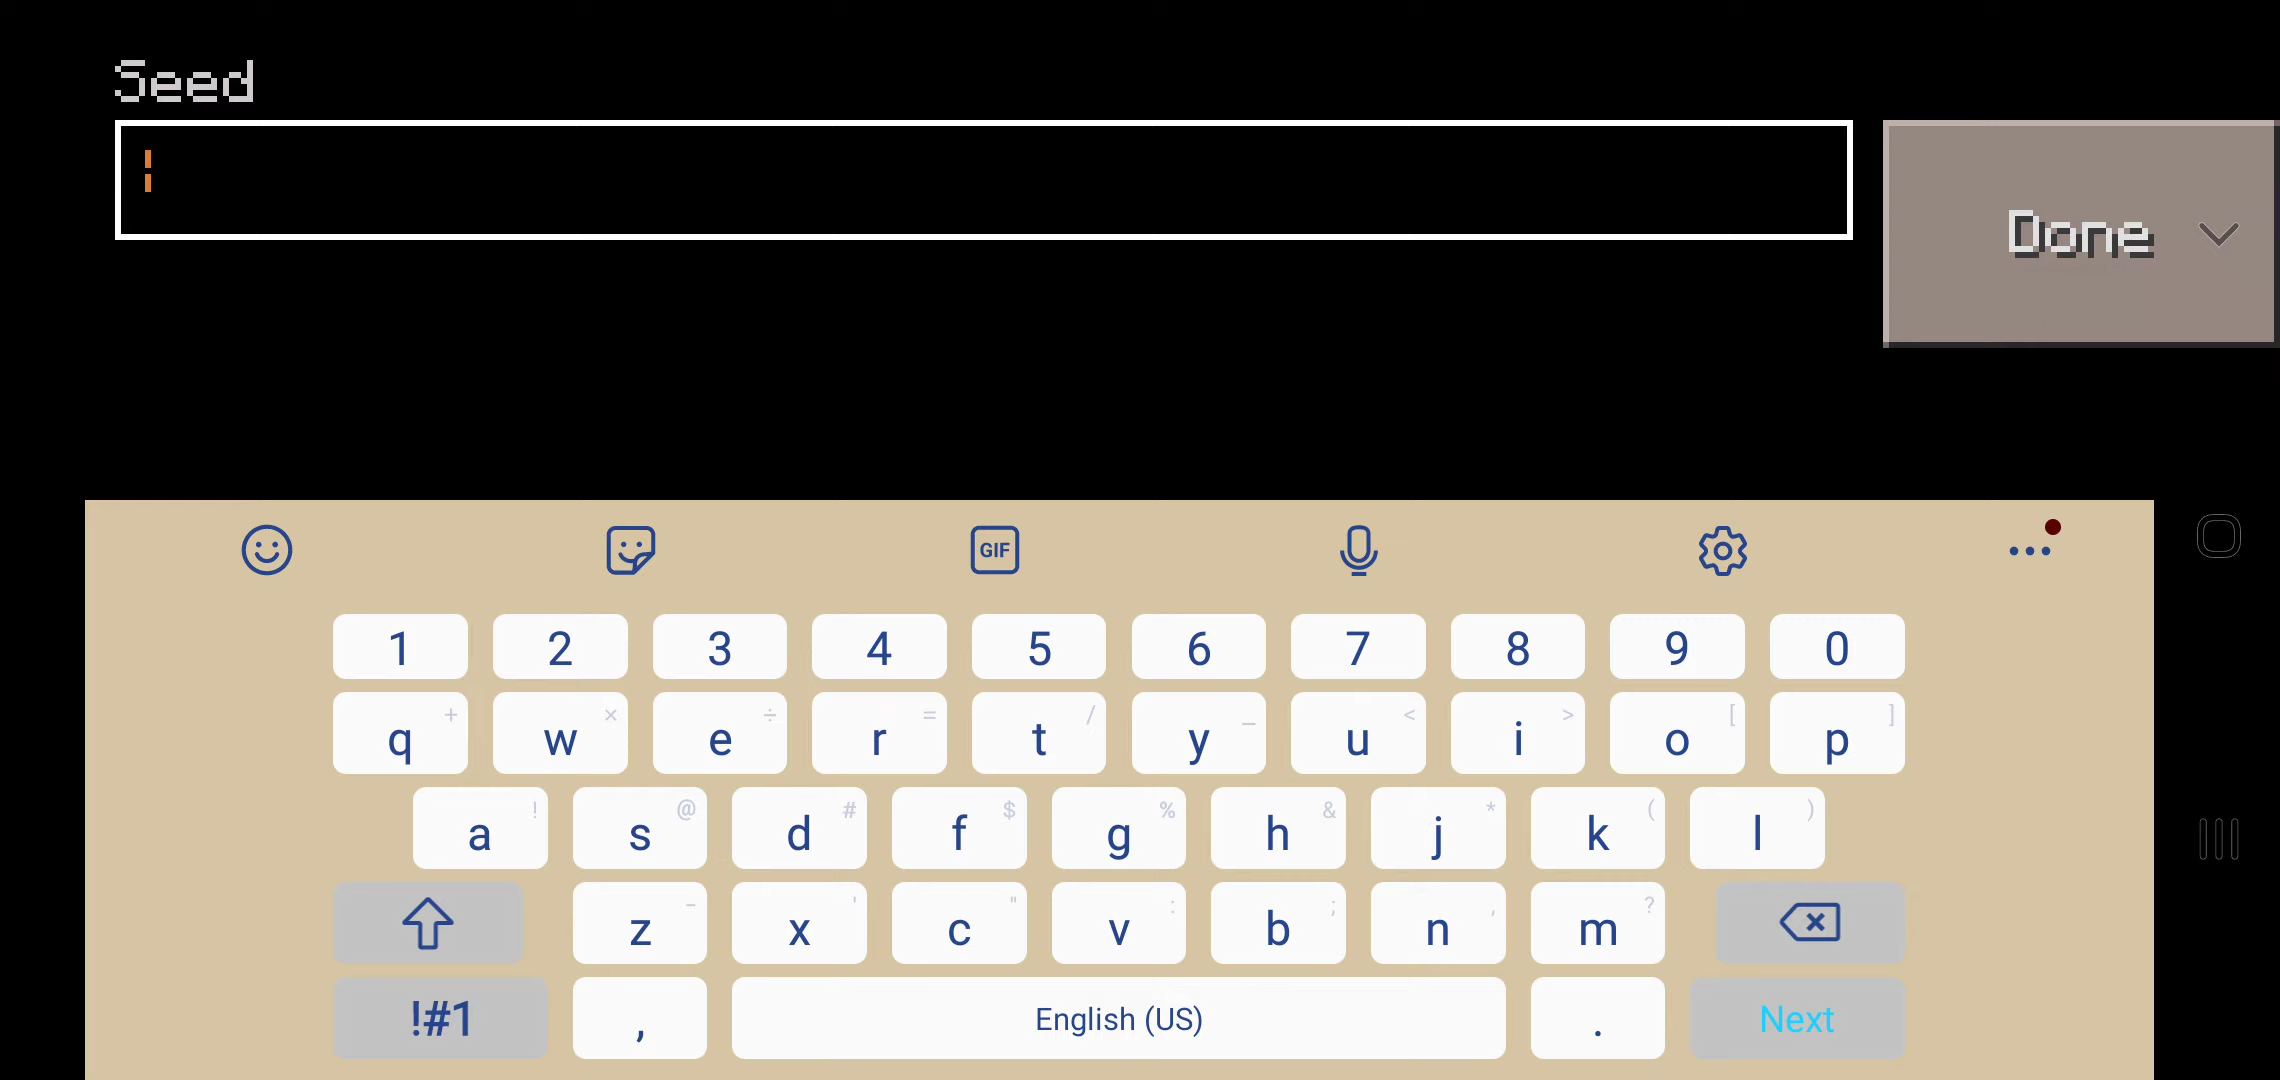 Seed
Done
GIF
1 2 3 4 5 6 7 8 9 0
+ × ÷ = / _ < > [ ]
q w e r t y u i o p
! @ # $ % & * ( )
a s d f g h j k l
- ' " : ; , ?
z x c v b n m
!#1 , English (US) . Next